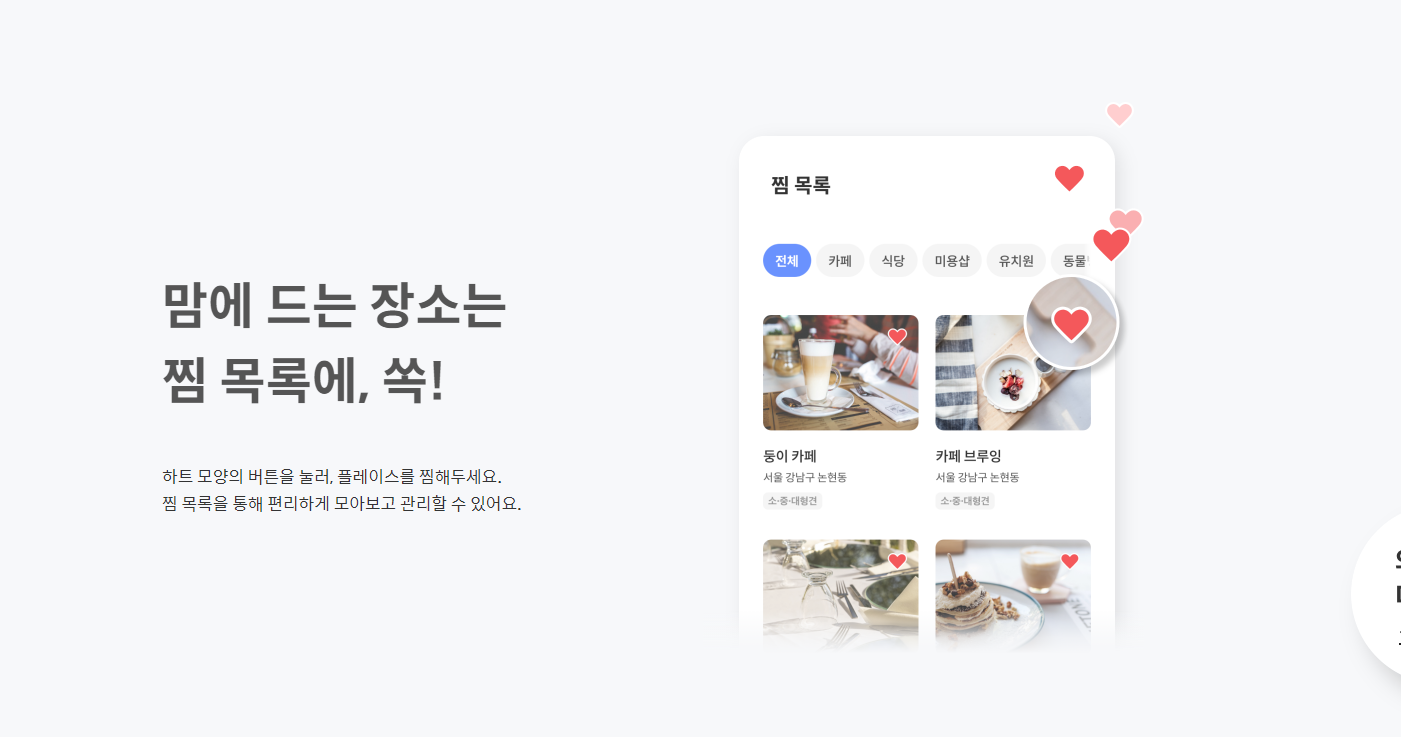 맘에 드는 장소는
찜 목록에, 쏙!
하트 모양의 버튼을 눌러, 플레이스를 찜해두세요.
찜 목록을 통해 편리하게 모아보고 관리할 수 있어요.
찜 목록
전체 카페 식당 미용샵 유치원 동물
둥이 카페
서울 강남구 논현동
소·중·대형견
카페 브루잉
서울 강남구 논현동
소·중·대형견